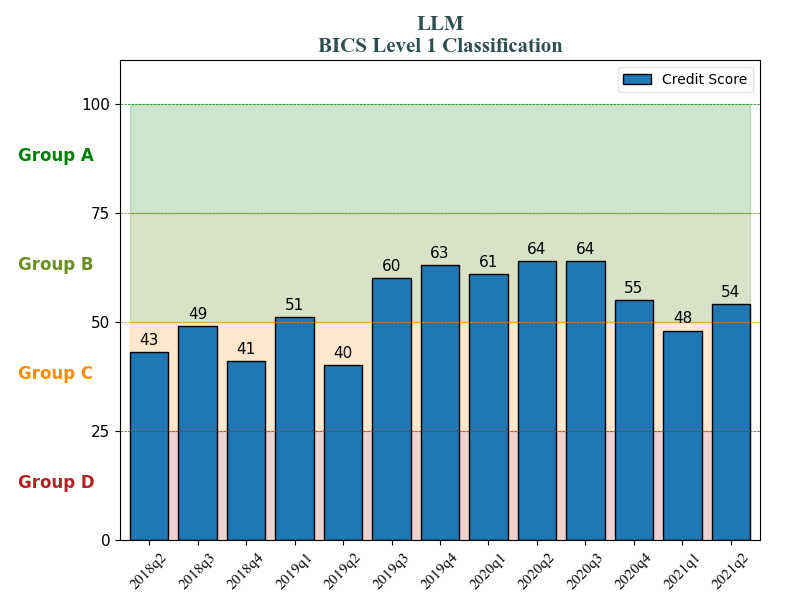 LLM
BICS Level 1 Classification
Credit Score
100
75
50
25
0
Group A
Group B
Group C
Group D
43
49
41
51
40
60
63
61
64
64
55
48
54
2018q2
2018q3
2018q4
2019q1
2019q2
2019q3
2019q4
2020q1
2020q2
2020q3
2020q4
2021q1
2021q2